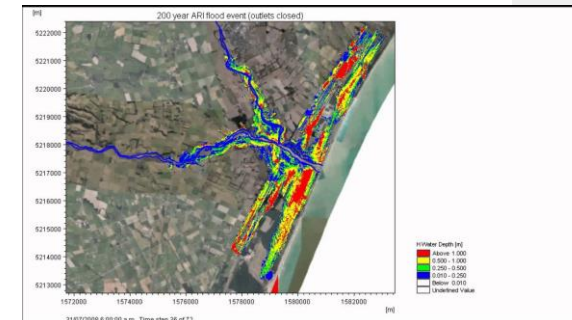 200 year ARI flood event (outlets closed)
[m]
5222000
5221000
5220000
5219000
5218000
5217000
5216000
5215000
5214000
5213000
1572000 1574000 1576000 1578000 1580000 1582000
[m]
H Water Depth [m]
Above 1.000
0.500 - 1.000
0.250 - 0.500
0.010 - 0.250
Below 0.010
Undefined Value